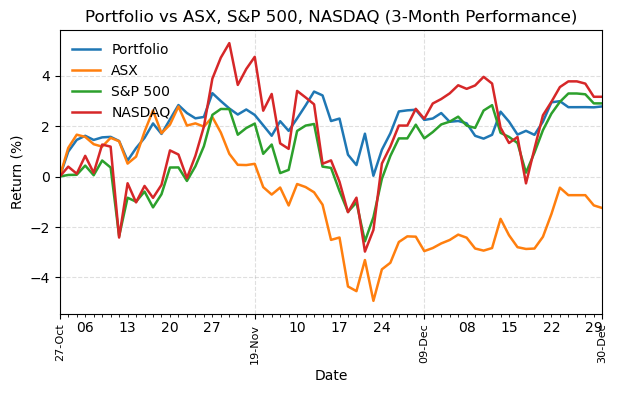 Portfolio vs ASX, S&P 500, NASDAQ (3-Month Performance)
Portfolio
ASX
S&P 500
NASDAQ
Return (%)
4
2
0
−2
−4
06 13 20 27 10 17 24 08 15 22 29
27-Oct 19-Nov 09-Dec 30-Dec
Date